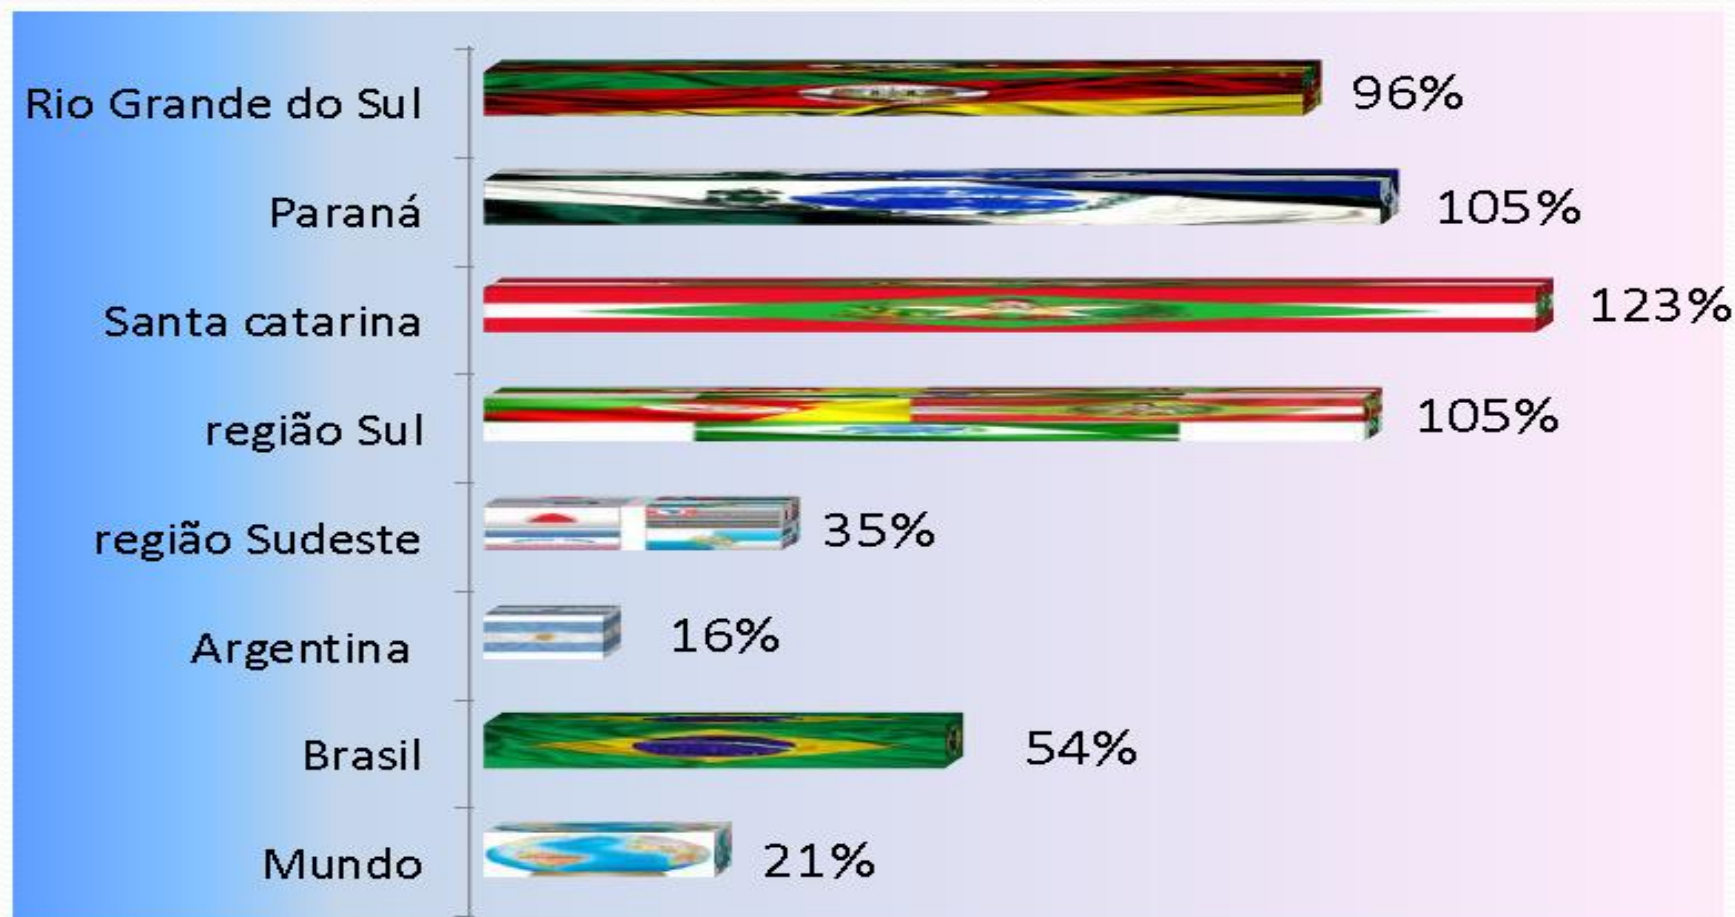 Rio Grande do Sul 96%
Paraná 105%
Santa catarina 123%
região Sul 105%
região Sudeste 35%
Argentina 16%
Brasil 54%
Mundo 21%